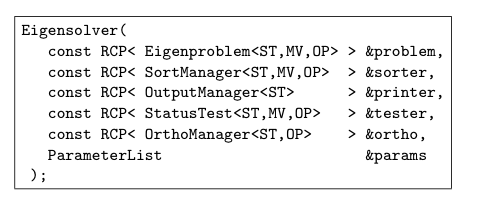 Eigensolver(
const RCP< Eigenproblem<ST,MV,OP> > &problem,
const RCP< SortManager<ST,MV,OP>  > &sorter,
const RCP< OutputManager<ST>      > &printer,
const RCP< StatusTest<ST,MV,OP>   > &tester,
const RCP< OrthoManager<ST,OP>    > &ortho,
ParameterList                       &params
);